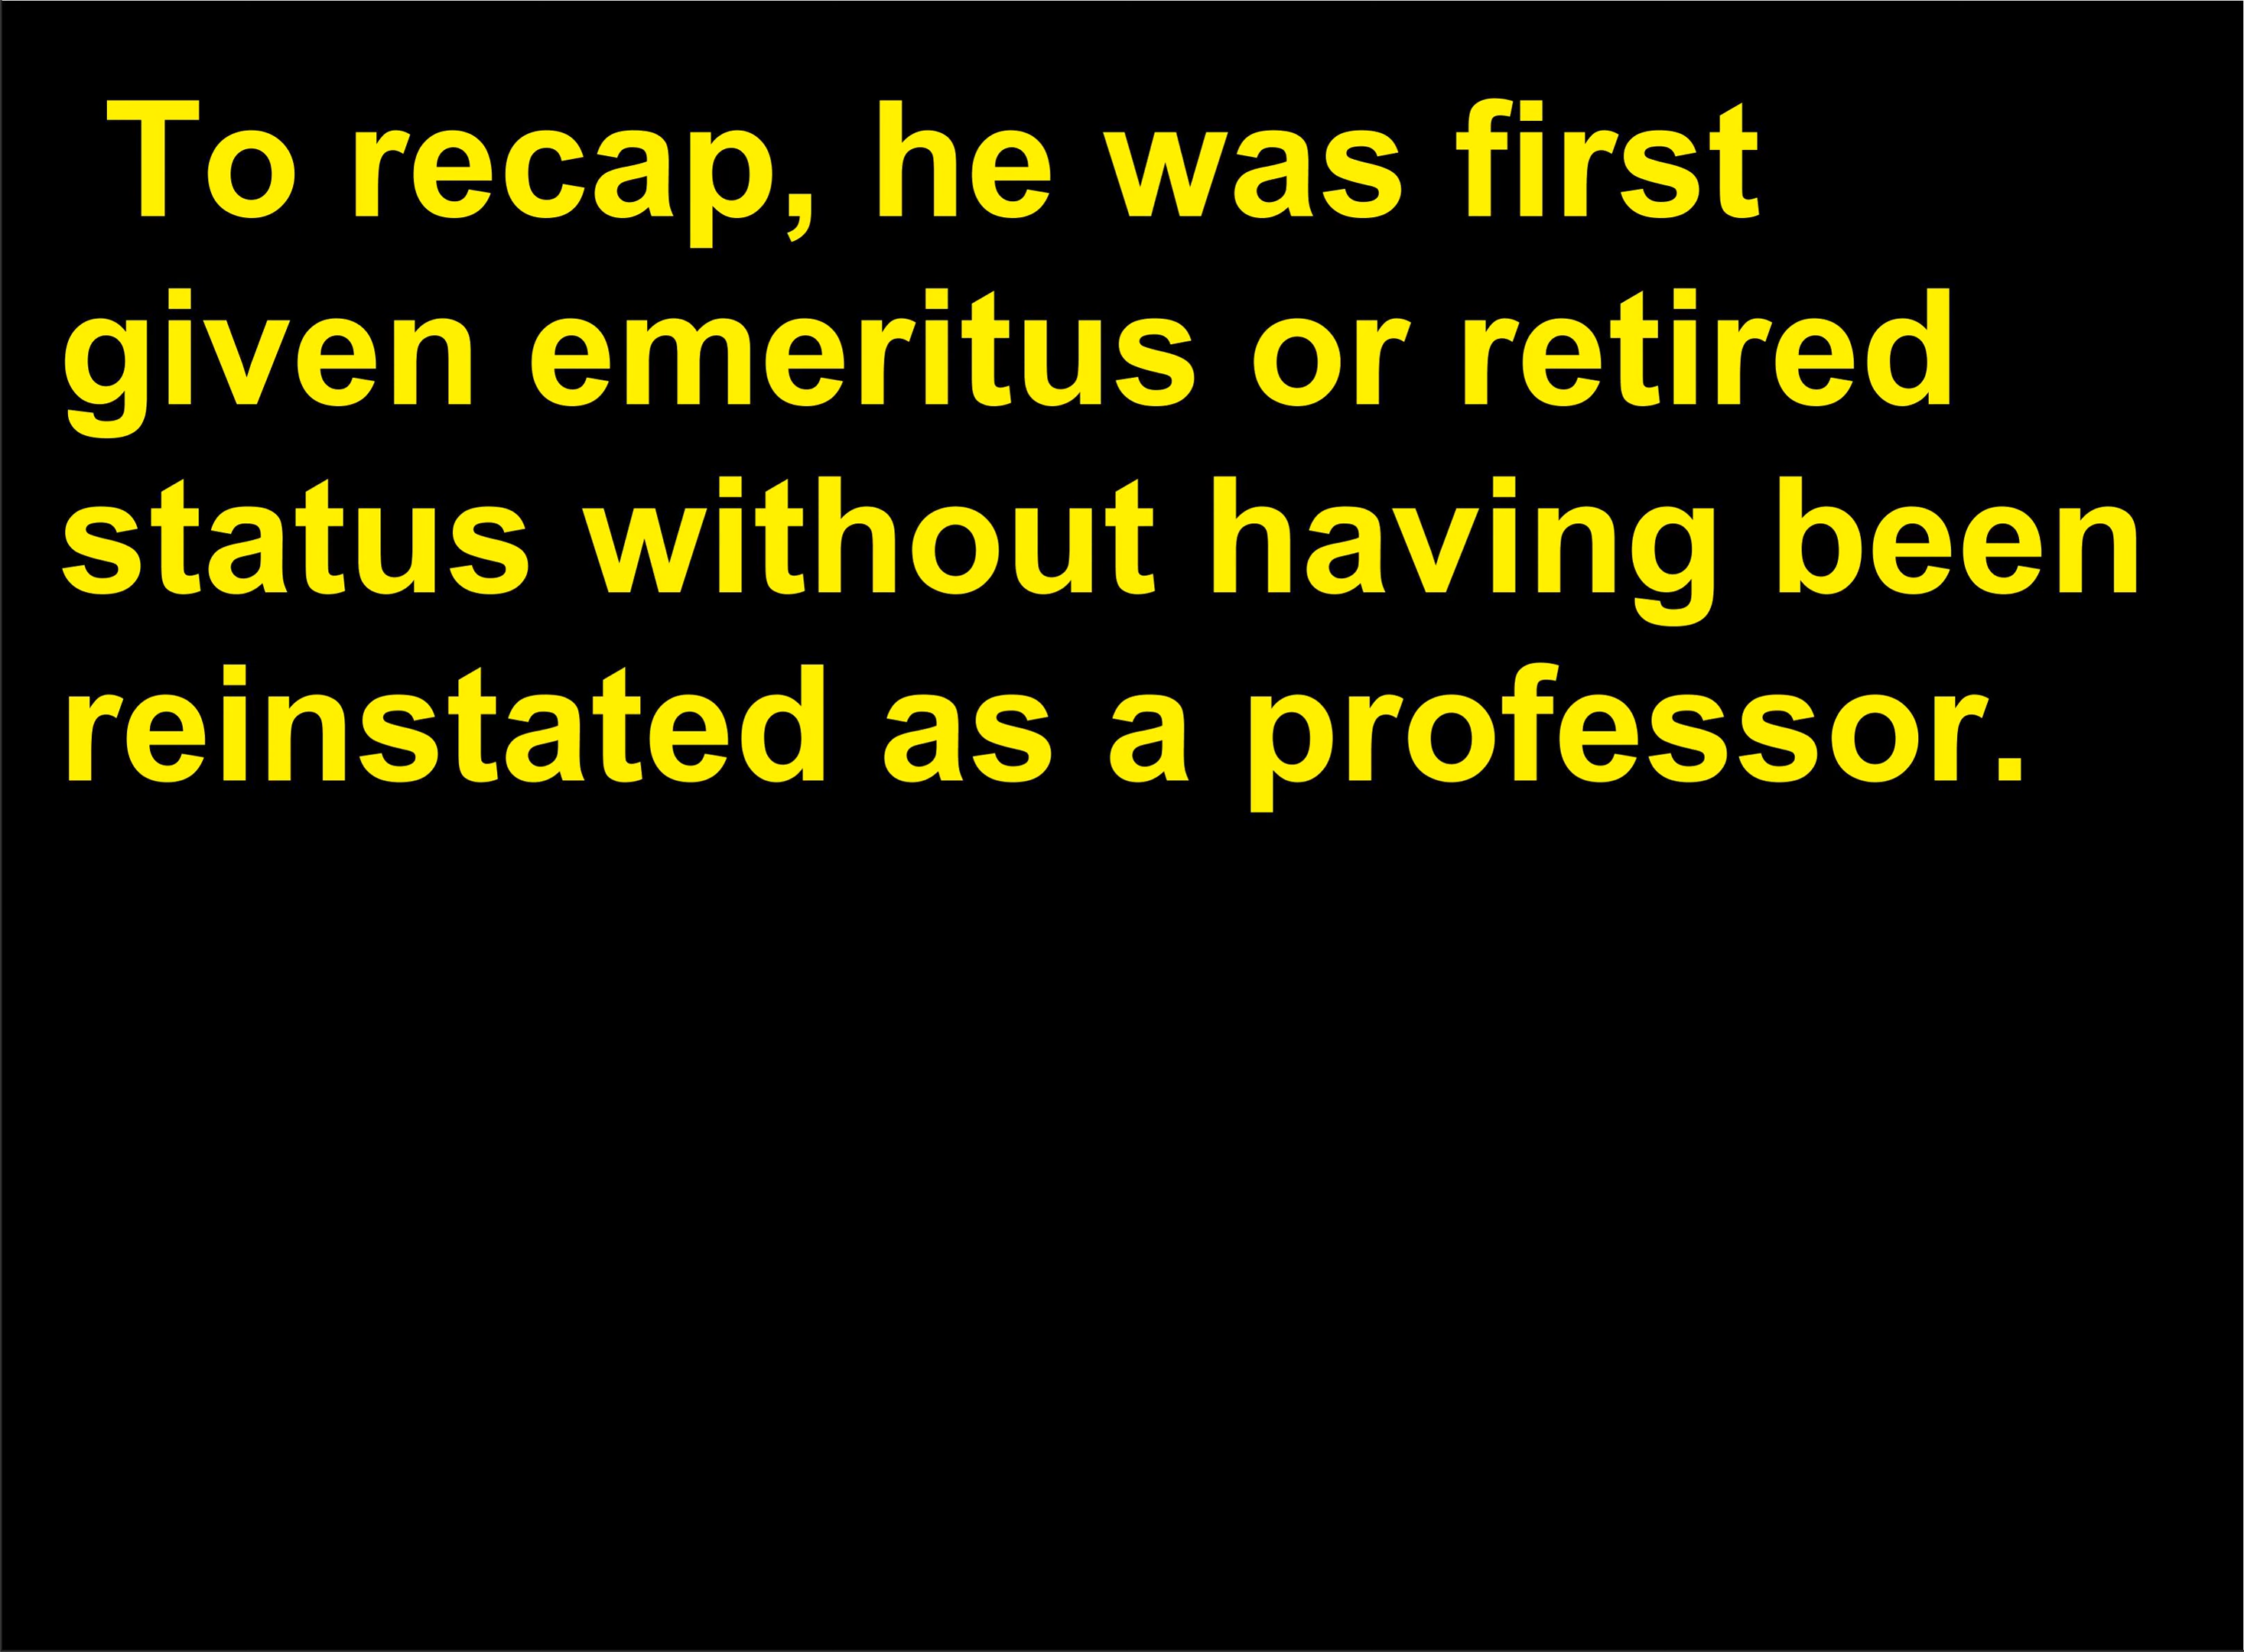 To recap, he was first
given emeritus or retired
status without having been
reinstated as a professor.